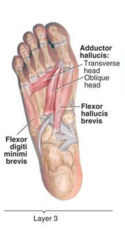 Adductor
hallucis:
Transverse
head
Oblique
head
Flexor
hallucis
brevis
Flexor
digiti
minimi
brevis
Layer 3